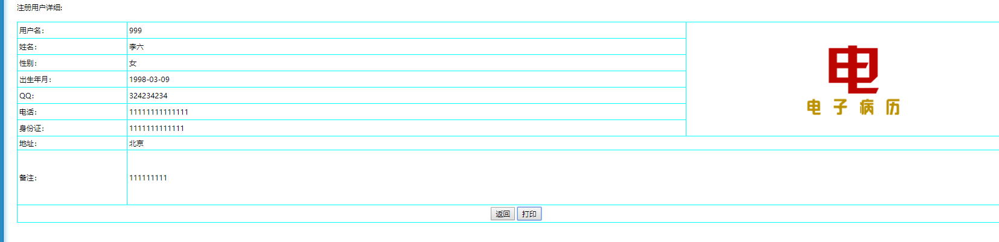 注册用户详细:
用户名： 999
姓名： 李六
性别： 女
出生年月： 1998-03-09
QQ： 324234234
电话： 11111111111111
身份证： 1111111111111
电
电子病历
地址： 北京
备注： 111111111
返回 打印